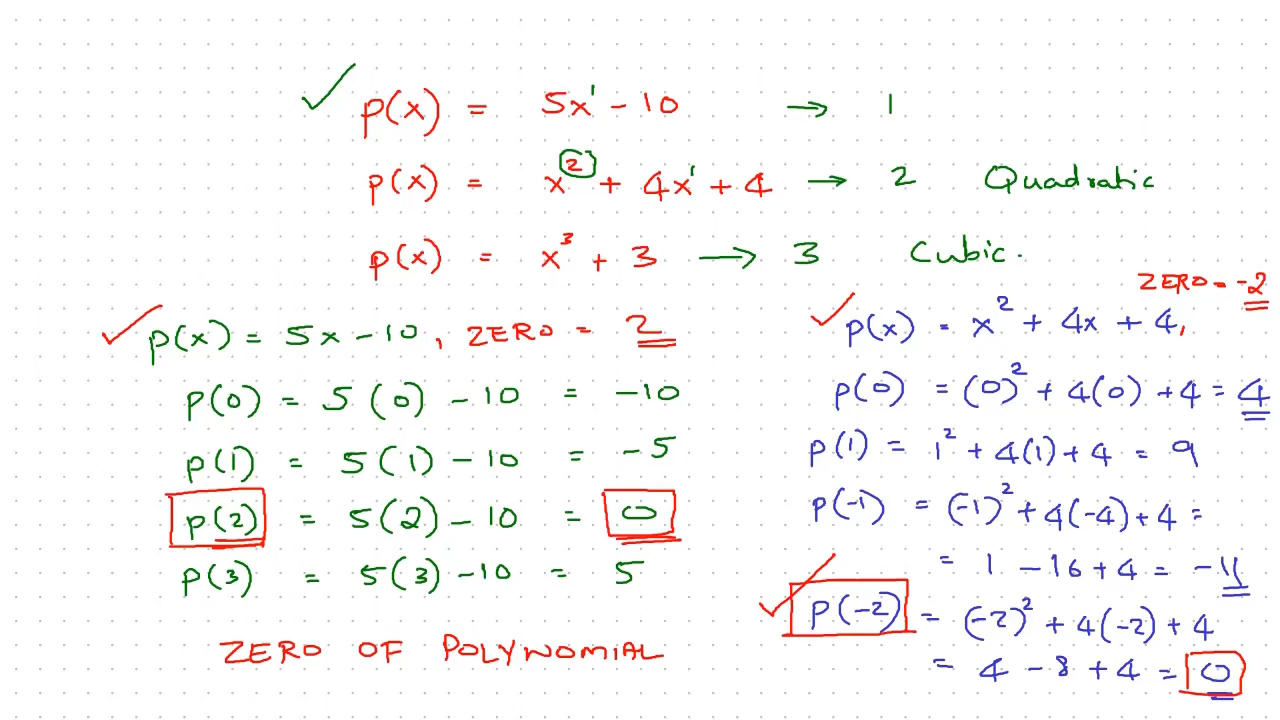 p(x) = 5x¹ - 10 → 1
p(x) = x² + 4x¹ + 4 → 2 Quadratic
p(x) = x³ + 3 → 3 Cubic.
p(x) = 5x - 10, ZERO = 2
p(0) = 5(0) - 10 = -10
p(1) = 5(1) - 10 = -5
p(2) = 5(2) - 10 = 0
p(3) = 5(3) - 10 = 5
ZERO OF POLYNOMIAL
ZERO = -2
p(x) = x² + 4x + 4,
p(0) = (0)² + 4(0) + 4 = 4
p(1) = 1² + 4(1) + 4 = 9
p(-1) = (-1)² + 4(-4) + 4 =
= 1 - 16 + 4 = -11
p(-2) = (-2)² + 4(-2) + 4
= 4 - 8 + 4 = 0